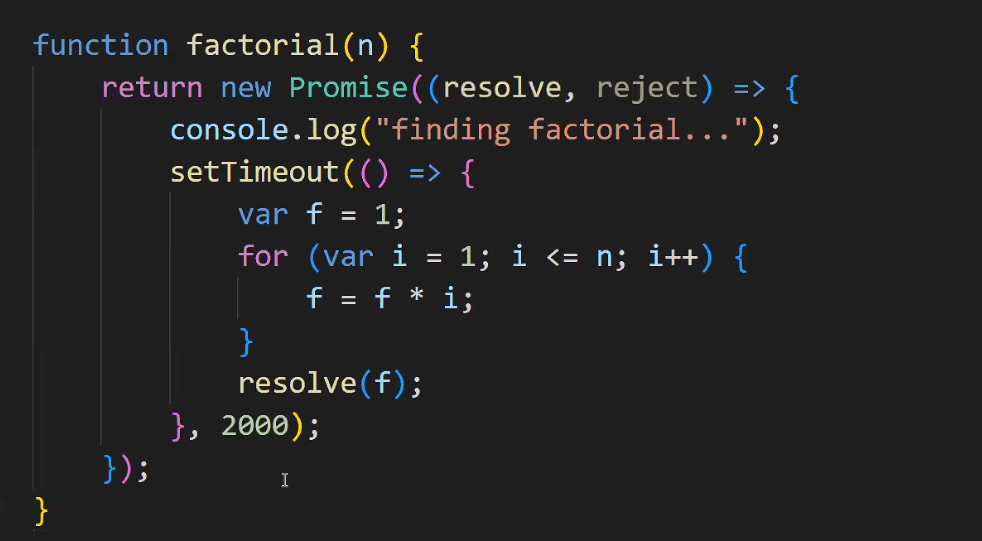 function factorial(n) {
    return new Promise((resolve, reject) => {
        console.log("finding factorial...");
        setTimeout(() => {
            var f = 1;
            for (var i = 1; i <= n; i++) {
                f = f * i;
            }
            resolve(f);
        }, 2000);
    });
}